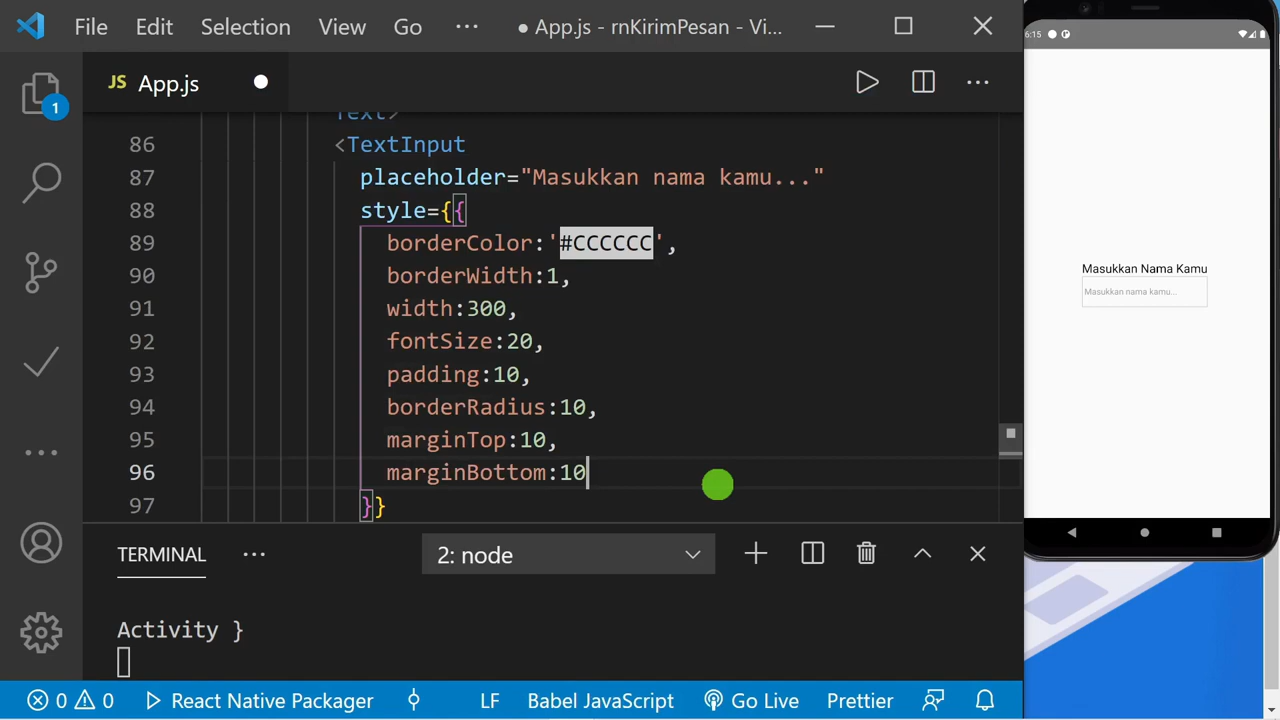 File Edit Selection View Go ··· ● App.js - rnKirimPesan - Vi...
JS App.js
1
Text>
86 <TextInput
87 placeholder="Masukkan nama kamu..."
88 style={{
89 borderColor:'#CCCCCC',
90 borderWidth:1,
91 width:300,
92 fontSize:20,
93 padding:10,
94 borderRadius:10,
95 marginTop:10,
96 marginBottom:10
97 }}
TERMINAL ··· 2: node
Activity }
0 0 React Native Packager LF Babel JavaScript Go Live Prettier
6:15
Masukkan Nama Kamu
Masukkan nama kamu...